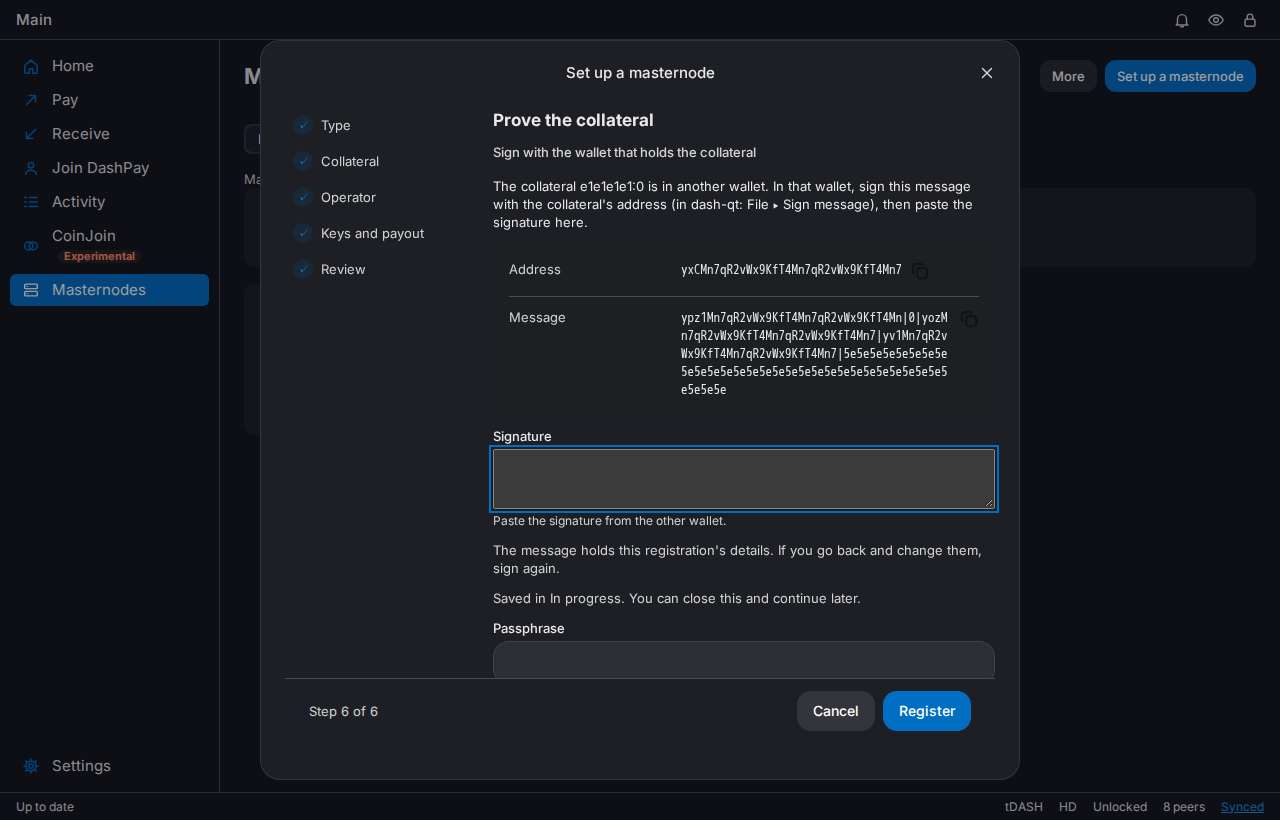 Main
Home
Pay
Receive
Join DashPay
Activity
CoinJoin
Experimental
Masternodes
Settings
More
Set up a masternode
Set up a masternode
✓ Type
✓ Collateral
✓ Operator
✓ Keys and payout
✓ Review
Prove the collateral
Sign with the wallet that holds the collateral
The collateral e1e1e1e1:0 is in another wallet. In that wallet, sign this message
with the collateral's address (in dash-qt: File ▸ Sign message), then paste the
signature here.
Address
yxCMn7qR2vWx9KfT4Mn7qR2vWx9KfT4Mn7
Message
ypz1Mn7qR2vWx9KfT4Mn7qR2vWx9KfT4Mn|0|yozM
n7qR2vWx9KfT4Mn7qR2vWx9KfT4Mn7|yv1Mn7qR2v
Wx9KfT4Mn7qR2vWx9KfT4Mn7|5e5e5e5e5e5e5e5e
5e5e5e5e5e5e5e5e5e5e5e5e5e5e5e5e5e5e5e5e5
e5e5e5e
Signature
Paste the signature from the other wallet.
The message holds this registration's details. If you go back and change them,
sign again.
Saved in In progress. You can close this and continue later.
Passphrase
Step 6 of 6
Cancel
Register
Up to date
tDASH
HD
Unlocked
8 peers
Synced